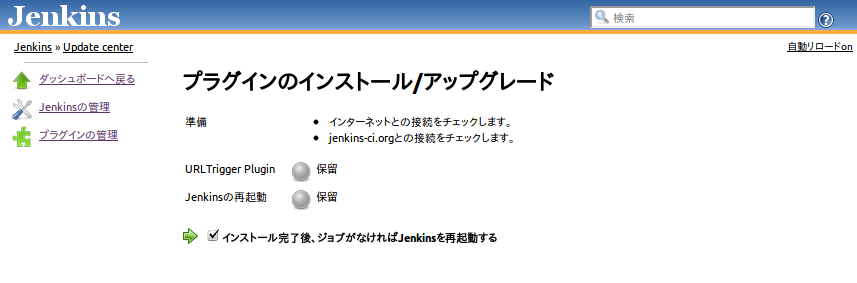 Jenkins
検索
Jenkins » Update center
自動リロードon
ダッシュボードへ戻る
Jenkinsの管理
プラグインの管理
プラグインのインストール/アップグレード
準備
• インターネットとの接続をチェックします。
• jenkins-ci.orgとの接続をチェックします。
URLTrigger Plugin 保留
Jenkinsの再起動 保留
インストール完了後、ジョブがなければJenkinsを再起動する